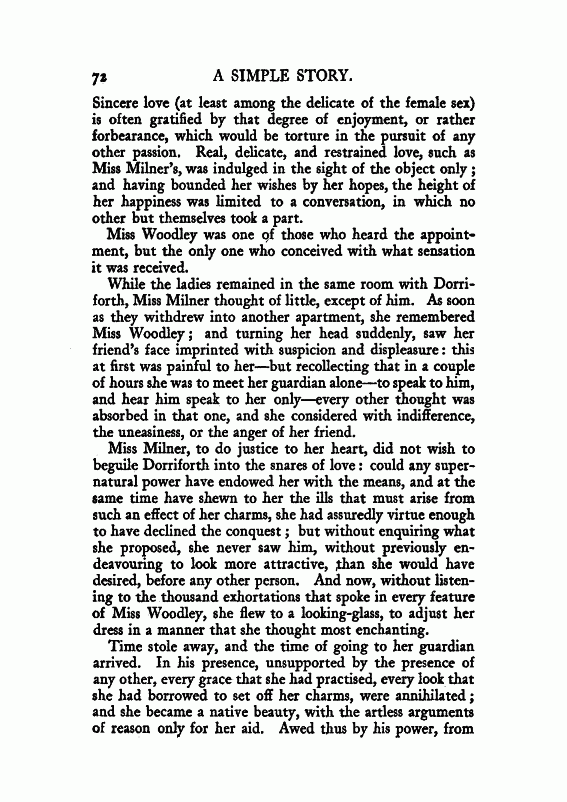 72 A SIMPLE STORY.
Sincere love (at least among the delicate of the female sex)
is often gratified by that degree of enjoyment, or rather
forbearance, which would be torture in the pursuit of any
other passion. Real, delicate, and restrained love, such as
Miss Milner's, was indulged in the sight of the object only;
and having bounded her wishes by her hopes, the height of
her happiness was limited to a conversation, in which no
other but themselves took a part.
Miss Woodley was one of those who heard the appoint-
ment, but the only one who conceived with what sensation
it was received.
While the ladies remained in the same room with Dorri-
forth, Miss Milner thought of little, except of him. As soon
as they withdrew into another apartment, she remembered
Miss Woodley; and turning her head suddenly, saw her
friend's face imprinted with suspicion and displeasure: this
at first was painful to her—but recollecting that in a couple
of hours she was to meet her guardian alone—to speak to him,
and hear him speak to her only—every other thought was
absorbed in that one, and she considered with indifference,
the uneasiness, or the anger of her friend.
Miss Milner, to do justice to her heart, did not wish to
beguile Dorriforth into the snares of love: could any super-
natural power have endowed her with the means, and at the
same time have shewn to her the ills that must arise from
such an effect of her charms, she had assuredly virtue enough
to have declined the conquest; but without enquiring what
she proposed, she never saw him, without previously en-
deavouring to look more attractive, than she would have
desired, before any other person. And now, without listen-
ing to the thousand exhortations that spoke in every feature
of Miss Woodley, she flew to a looking-glass, to adjust her
dress in a manner that she thought most enchanting.
Time stole away, and the time of going to her guardian
arrived. In his presence, unsupported by the presence of
any other, every grace that she had practised, every look that
she had borrowed to set off her charms, were annihilated;
and she became a native beauty, with the artless arguments
of reason only for her aid. Awed thus by his power, from